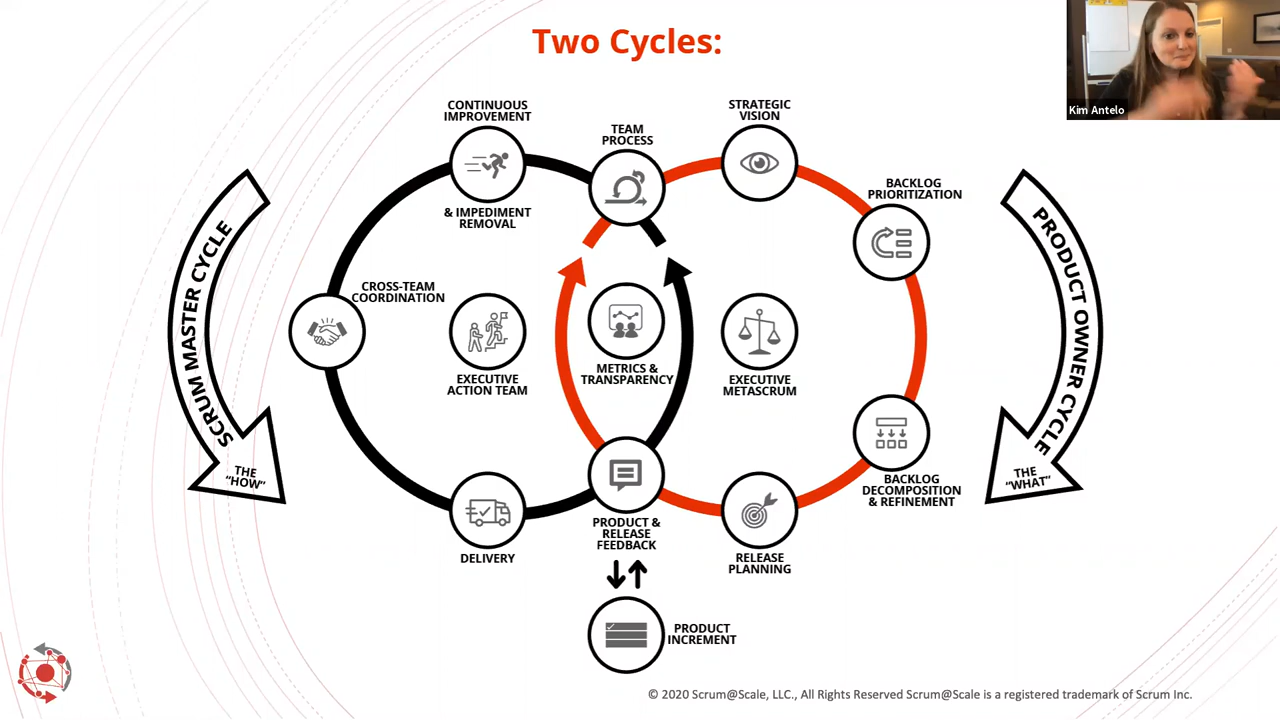 Two Cycles:
Kim Antelo
CONTINUOUS
IMPROVEMENT
& IMPEDIMENT
REMOVAL
TEAM
PROCESS
STRATEGIC
VISION
BACKLOG
PRIORITIZATION
SCRUM MASTER CYCLE
THE
"HOW"
CROSS-TEAM
COORDINATION
EXECUTIVE
ACTION TEAM
METRICS &
TRANSPARENCY
EXECUTIVE
METASCRUM
PRODUCT OWNER CYCLE
THE
"WHAT"
BACKLOG
DECOMPOSITION
& REFINEMENT
DELIVERY
PRODUCT &
RELEASE
FEEDBACK
RELEASE
PLANNING
PRODUCT
INCREMENT
© 2020 Scrum@Scale, LLC., All Rights Reserved Scrum@Scale is a registered trademark of Scrum Inc.